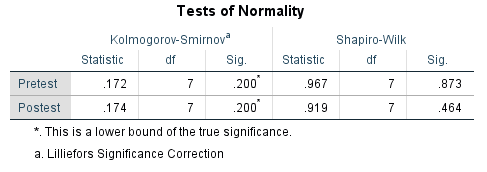 Tests of Normality
Kolmogorov-Smirnovᵃ Shapiro-Wilk
Statistic df Sig. Statistic df Sig.
Pretest .172 7 .200* .967 7 .873
Postest .174 7 .200* .919 7 .464
*. This is a lower bound of the true significance.
a. Lilliefors Significance Correction